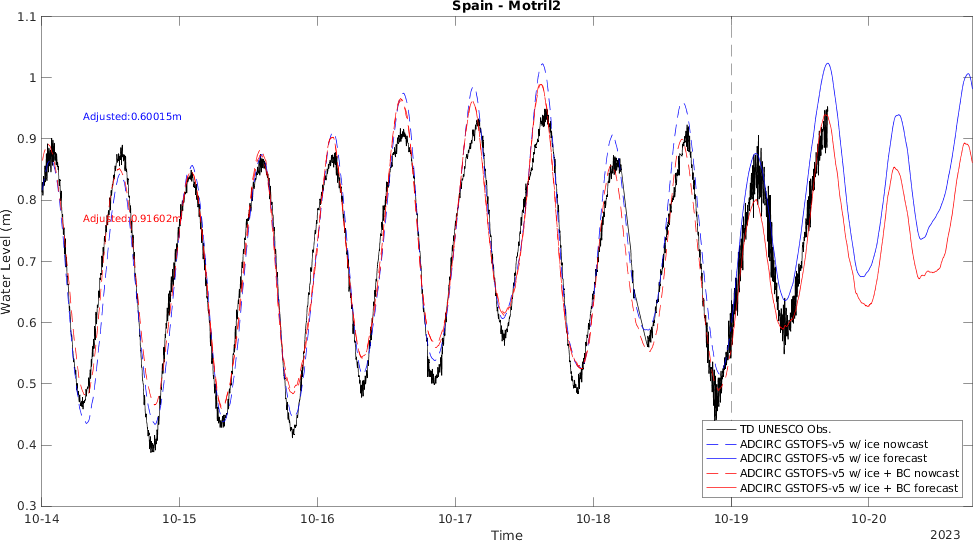 Spain - Motril2
1.1
1
0.9
0.8
0.7
0.6
0.5
0.4
0.3
Water Level (m)
Adjusted:0.60015m
Adjusted:0.91602m
TD UNESCO Obs.
ADCIRC GSTOFS-v5 w/ ice nowcast
ADCIRC GSTOFS-v5 w/ ice forecast
ADCIRC GSTOFS-v5 w/ ice + BC nowcast
ADCIRC GSTOFS-v5 w/ ice + BC forecast
10-14 10-15 10-16 10-17 10-18 10-19 10-20
Time
2023